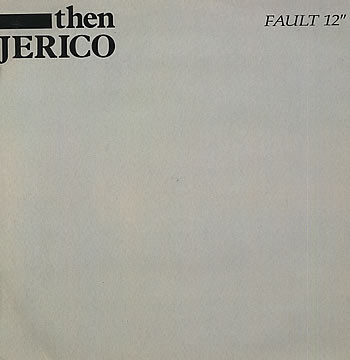 then
JERICO
FAULT 12"